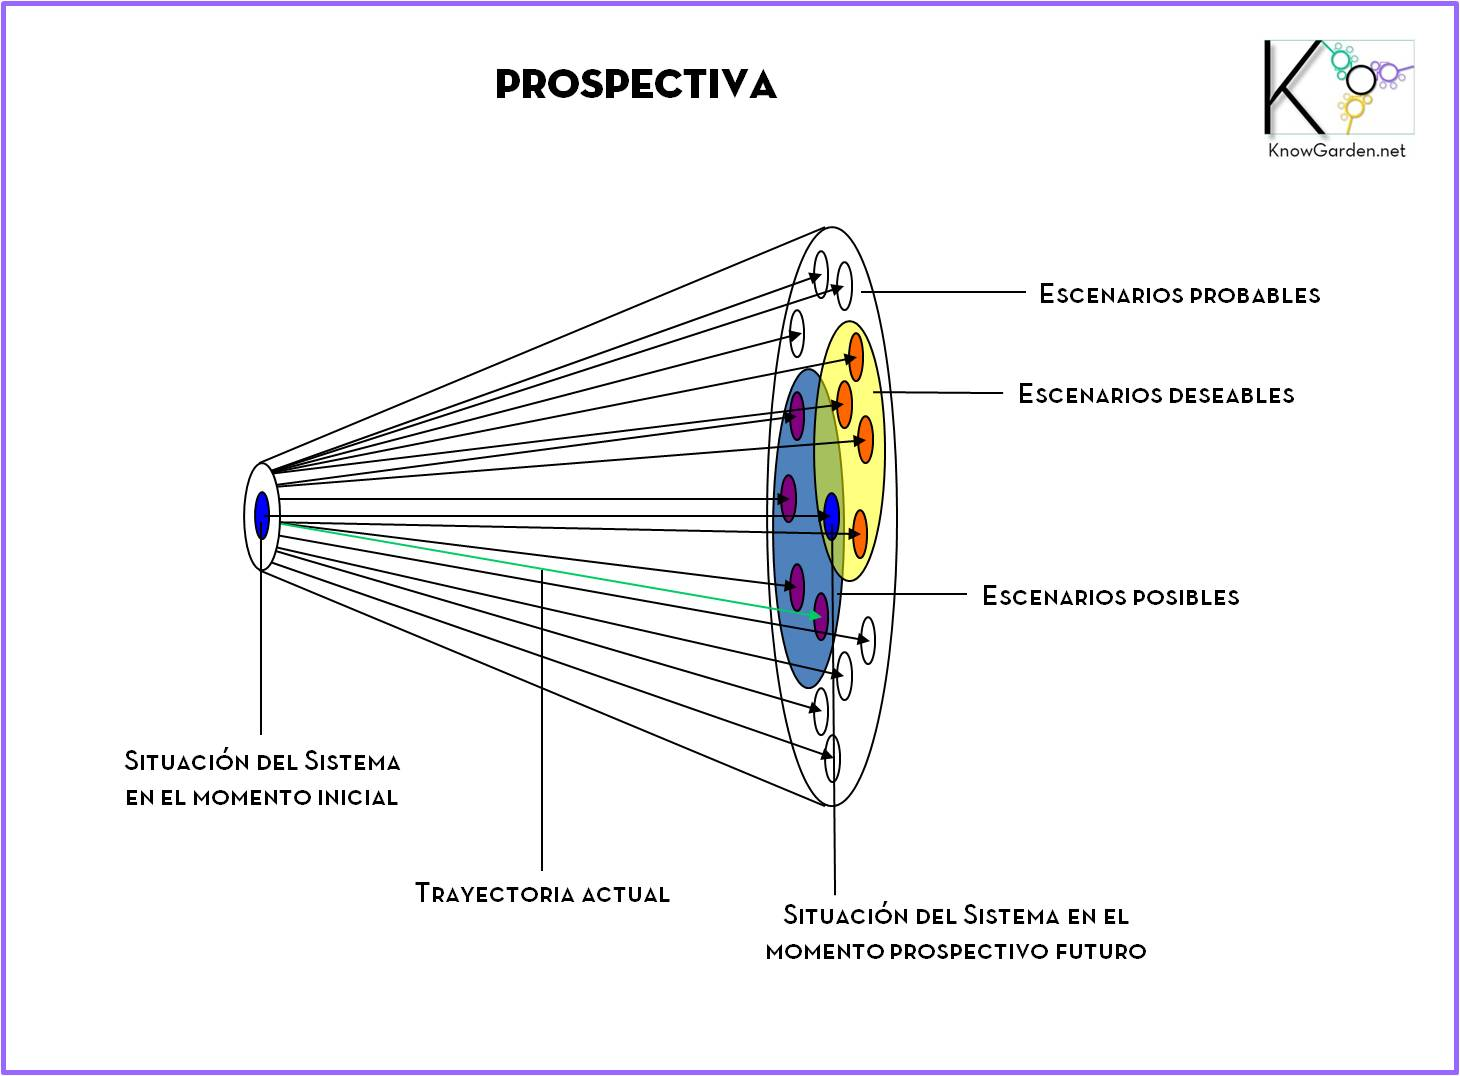 PROSPECTIVA
K
KnowGarden.net
Escenarios probables
Escenarios deseables
Escenarios posibles
Situación del Sistema
en el momento inicial
Trayectoria actual
Situación del Sistema en el
momento prospectivo futuro